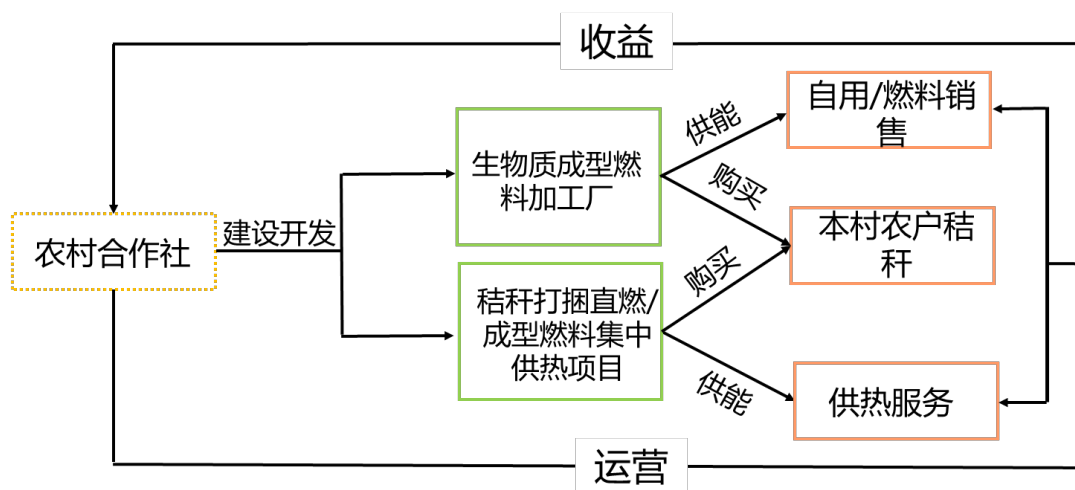 收益
自用/燃料销
售
供能
生物质成型燃
料加工厂
购买
农村合作社
建设开发
本村农户秸
秆
购买
秸秆打捆直燃/
成型燃料集中
供热项目
供能
供热服务
运营